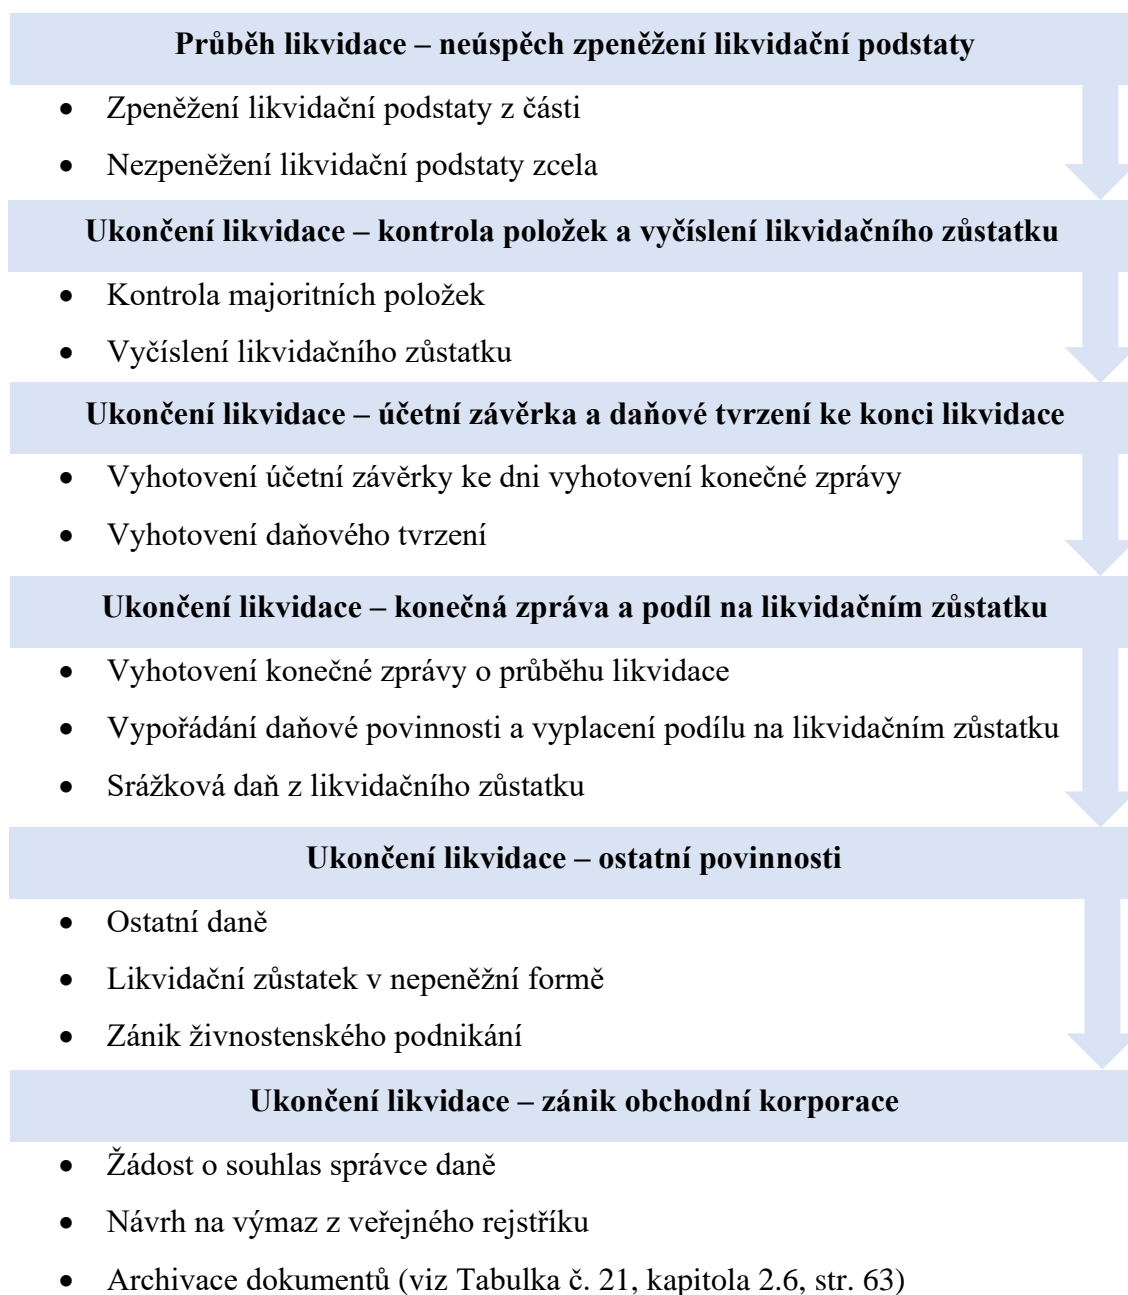 Průběh likvidace – neúspěch zpeněžení likvidační podstaty
• Zpeněžení likvidační podstaty z části
• Nezpeněžení likvidační podstaty zcela
Ukončení likvidace – kontrola položek a vyčíslení likvidačního zůstatku
• Kontrola majoritních položek
• Vyčíslení likvidačního zůstatku
Ukončení likvidace – účetní závěrka a daňové tvrzení ke konci likvidace
• Vyhotovení účetní závěrky ke dni vyhotovení konečné zprávy
• Vyhotovení daňového tvrzení
Ukončení likvidace – konečná zpráva a podíl na likvidačním zůstatku
• Vyhotovení konečné zprávy o průběhu likvidace
• Vypořádání daňové povinnosti a vyplacení podílu na likvidačním zůstatku
• Srážková daň z likvidačního zůstatku
Ukončení likvidace – ostatní povinnosti
• Ostatní daně
• Likvidační zůstatek v nepeněžní formě
• Zánik živnostenského podnikání
Ukončení likvidace – zánik obchodní korporace
• Žádost o souhlas správce daně
• Návrh na výmaz z veřejného rejstříku
• Archivace dokumentů (viz Tabulka č. 21, kapitola 2.6, str. 63)